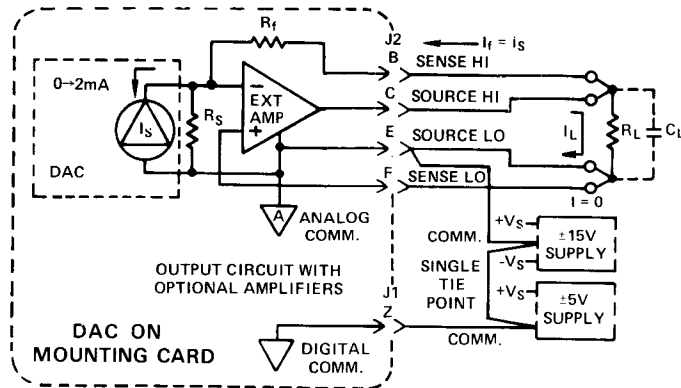 Rf
J2
If = is
B
SENSE HI
0→2mA
C
SOURCE HI
EXT
AMP
−
+
RS
IS
DAC
E
SOURCE LO
IL
RL
CL
F
SENSE LO
I = 0
A
ANALOG
COMM.
+VS
COMM.
±15V
SUPPLY
-VS
OUTPUT CIRCUIT WITH
OPTIONAL AMPLIFIERS
SINGLE
TIE
POINT
+VS
±5V
SUPPLY
J1
Z
DAC ON
MOUNTING CARD
DIGITAL
COMM.
COMM.